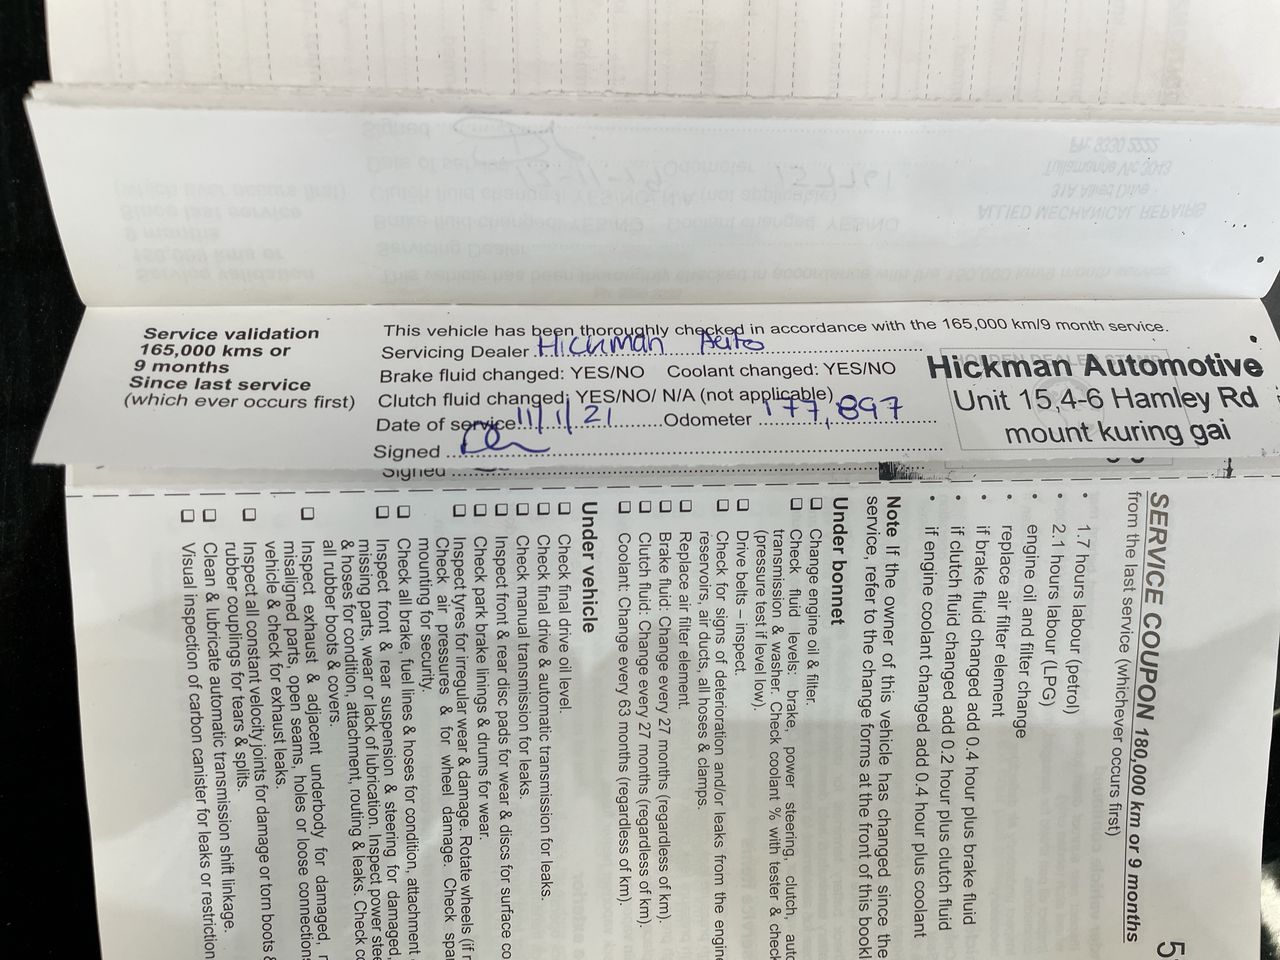 Service validation
165,000 kms or
9 months
Since last service
(which ever occurs first)
This vehicle has been thoroughly checked in accordance with the 165,000 km/9 month service.
Servicing Dealer Hickman Auto
Brake fluid changed: YES/NO Coolant changed: YES/NO
Clutch fluid changed: YES/NO/ N/A (not applicable)
Date of service 11/1/21 Odometer 177,897
Signed
Hickman Automotive
Unit 15,4-6 Hamley Rd
mount kuring gai
Signed
SERVICE COUPON 180,000 km or 9 months
from the last service (whichever occurs first)
• 1.7 hours labour (petrol)
• 2.1 hours labour (LPG)
engine oil and filter change
• replace air filter element
• if brake fluid changed add 0.4 hour plus brake fluid
• if clutch fluid changed add 0.2 hour plus clutch fluid
• if engine coolant changed add 0.4 hour plus coolant
Note If the owner of this vehicle has changed since the
service, refer to the change forms at the front of this
Under bonnet
❑ Change engine oil & filter.
❑ Check fluid levels: brake, power steering, clutch,
transmission & washer. Check coolant % with tester & check
(pressure test if level low).
❑ Drive belts – inspect.
❑ Check for signs of deterioration and/or leaks from the engine
reservoirs, air ducts, all hoses & clamps.
❑ Replace air filter element.
❑ Brake fluid: Change every 27 months (regardless of km).
❑ Clutch fluid: Change every 27 months (regardless of km).
❑ Coolant: Change every 63 months (regardless of km).
Under vehicle
❑ Check final drive oil level.
❑ Check final drive & automatic transmission for leaks.
❑ Check manual transmission for leaks.
❑ Inspect front & rear disc pads for wear & discs for surface
❑ Check park brake linings & drums for wear.
❑ Inspect tyres for irregular wear & damage. Rotate wheels (if
Check air pressures & for wheel damage. Check
mounting for security.
❑ Check all brake, fuel lines & hoses for condition, attachment
❑ Inspect front & rear suspension & steering for damaged,
missing parts, wear or lack of lubrication. Inspect power
& hoses for condition, attachment, routing & leaks. Check
all rubber boots & covers.
❑ Inspect exhaust & adjacent underbody for damaged,
misaligned parts, open seams, holes or loose connections
vehicle & check for exhaust leaks.
❑ Inspect all constant velocity joints for damage or torn boots &
rubber couplings for tears & splits.
❑ Clean & lubricate automatic transmission shift linkage.
❑ Visual inspection of carbon canister for leaks or restriction